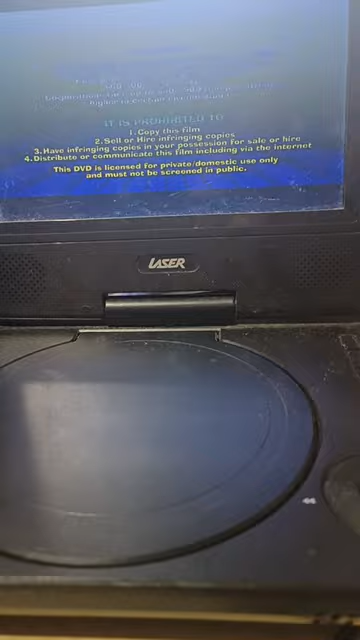 IT IS PROHIBITED TO
1. Copy this film
2. Sell or Hire infringing copies
3. Have infringing copies in your possession for sale or hire
4. Distribute or communicate this film including via the internet
This DVD is licensed for private/domestic use only
and must not be screened in public.
LASER